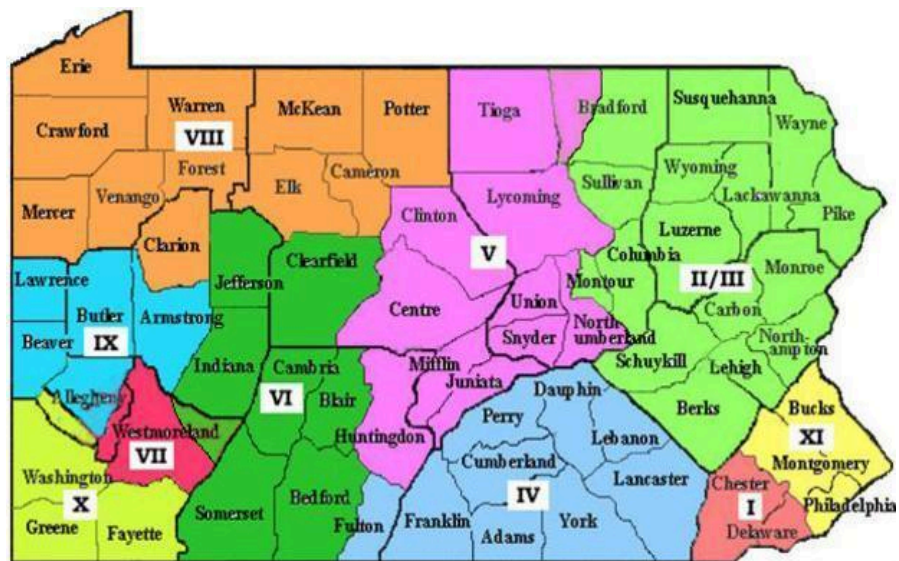 Erie
Warren
McKean
Potter
Tioga
Bradford
Susquehanna
Wayne
Crawford
VIII
Forest
Elk
Cameron
Sullivan
Wyoming
Lackawanna
Pike
Mercer
Venango
Clarion
Clinton
Lycoming
Luzerne
Jefferson
Clearfield
V
Columbia
II/III
Monroe
Lawrence
Butler
Armstrong
Centre
Union
Montour
Carbon
Beaver
IX
Snyder
North-
umberland
North-
ampton
Indiana
Cambria
Mifflin
Schuykill
Lehigh
Allegheny
VI
Blair
Juniata
Dauphin
Berks
Bucks
Westmoreland
VII
Huntingdon
Perry
Lebanon
XI
Montgomery
Washington
Cumberland
Lancaster
Chester
Philadelphia
X
IV
I
Greene
Fayette
Somerset
Bedford
Fulton
Franklin
Adams
York
Delaware